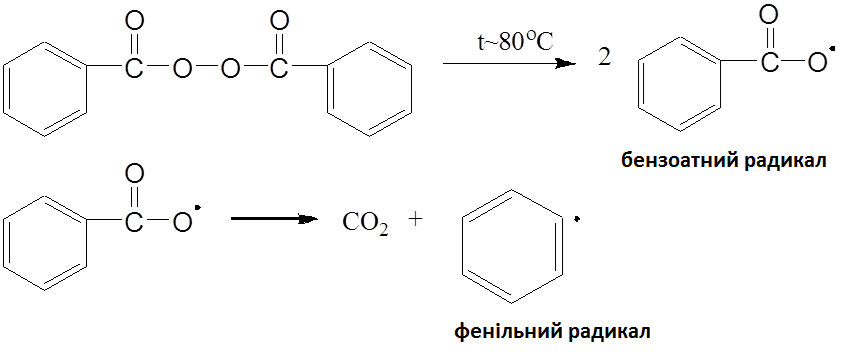 O O t~80°C O
C O O C 2 C O•
бензоатний радикал
O
C O• CO₂ + •
фенільний радикал